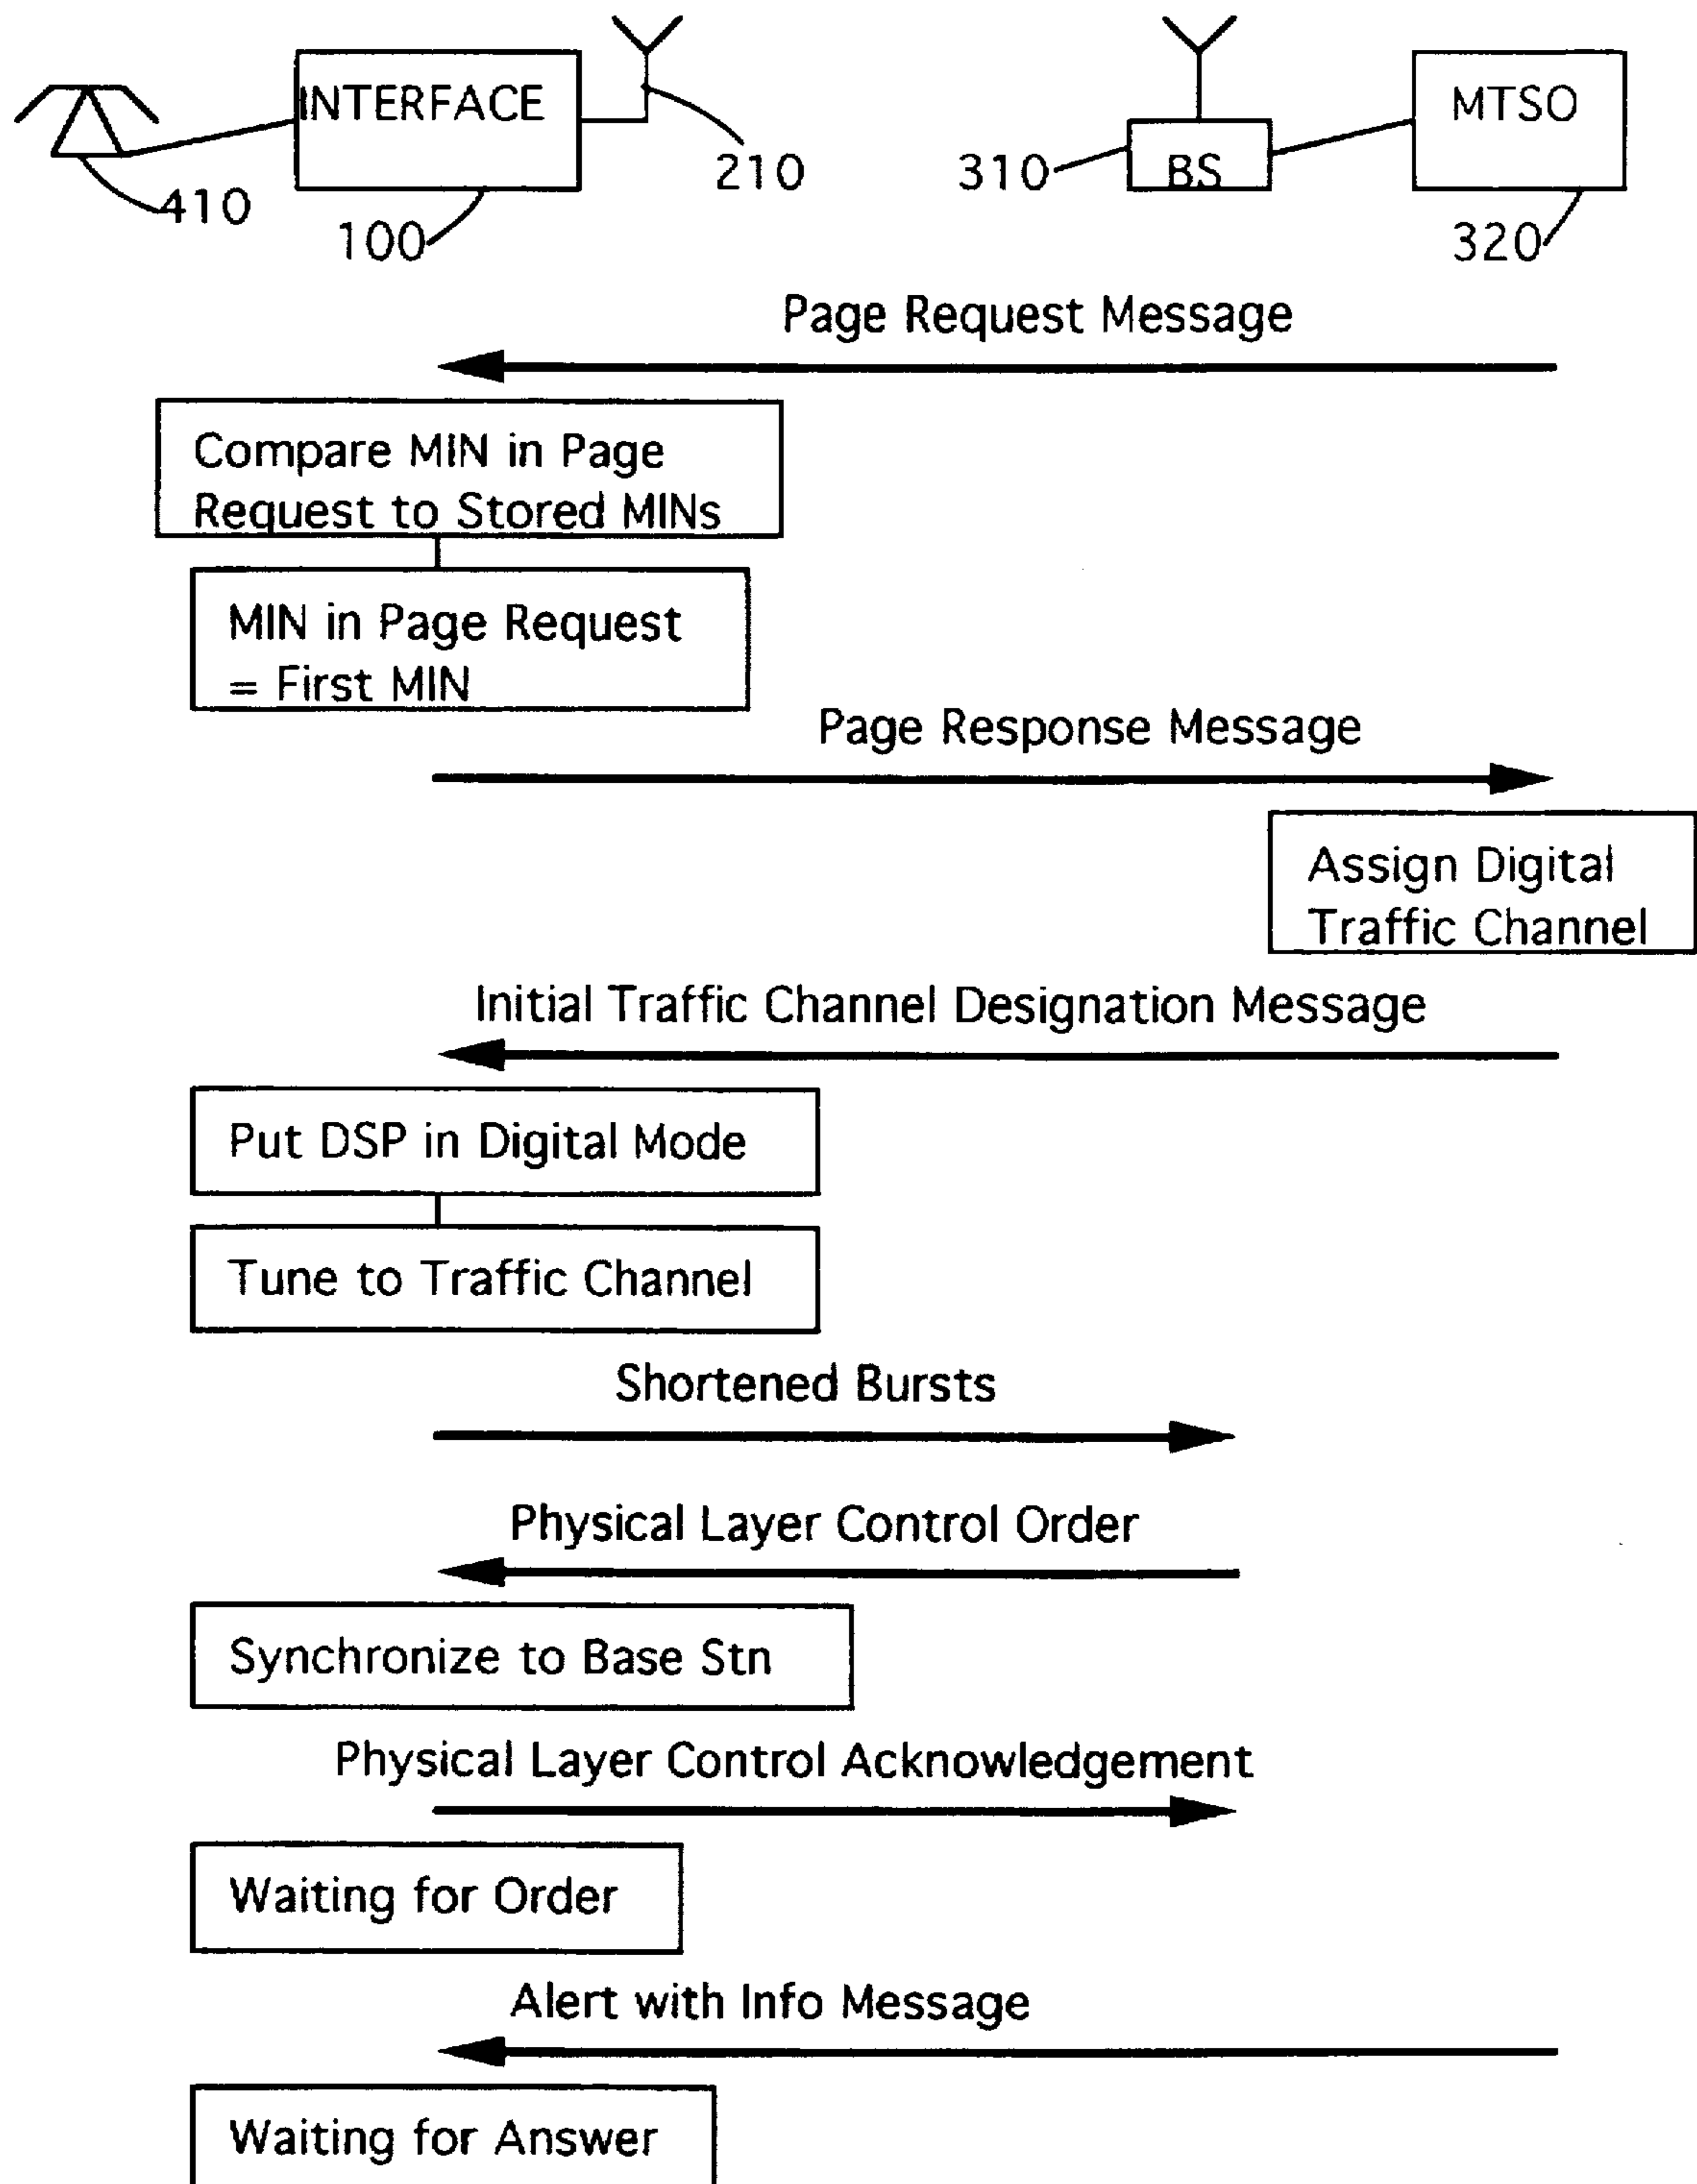 INTERFACE
MTSO
BS
210
310
410
100
320
Page Request Message
Compare MIN in Page
Request to Stored MINs
MIN in Page Request
= First MIN
Page Response Message
Assign Digital
Traffic Channel
Initial Traffic Channel Designation Message
Put DSP in Digital Mode
Tune to Traffic Channel
Shortened Bursts
Physical Layer Control Order
Synchronize to Base Stn
Physical Layer Control Acknowledgement
Waiting for Order
Alert with Info Message
Waiting for Answer